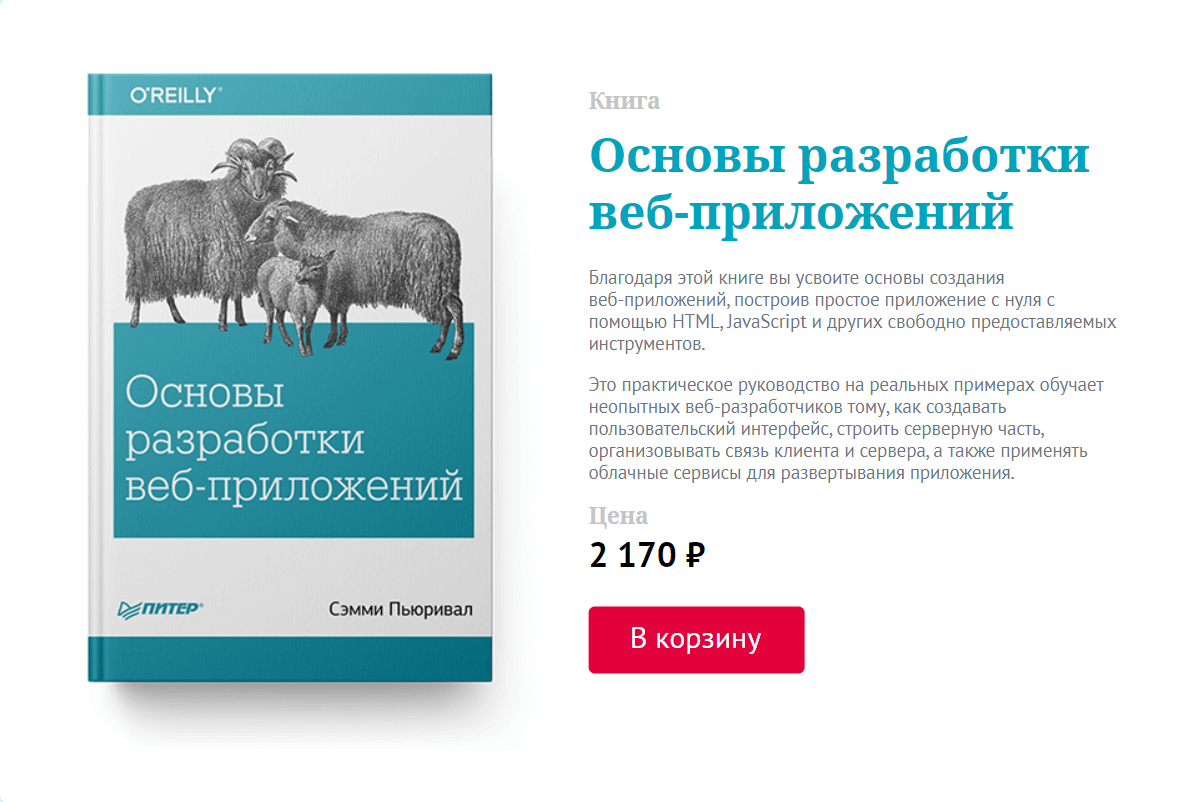 O'REILLY®
Основы
разработки
веб-приложений
ПИТЕР®
Сэмми Пьюривал
Книга
Основы разработки
веб-приложений
Благодаря этой книге вы усвоите основы создания
веб-приложений, построив простое приложение с нуля с
помощью HTML, JavaScript и других свободно предоставляемых
инструментов.
Это практическое руководство на реальных примерах обучает
неопытных веб-разработчиков тому, как создавать
пользовательский интерфейс, строить серверную часть,
организовывать связь клиента и сервера, а также применять
облачные сервисы для развертывания приложения.
Цена
2 170 ₽
В корзину